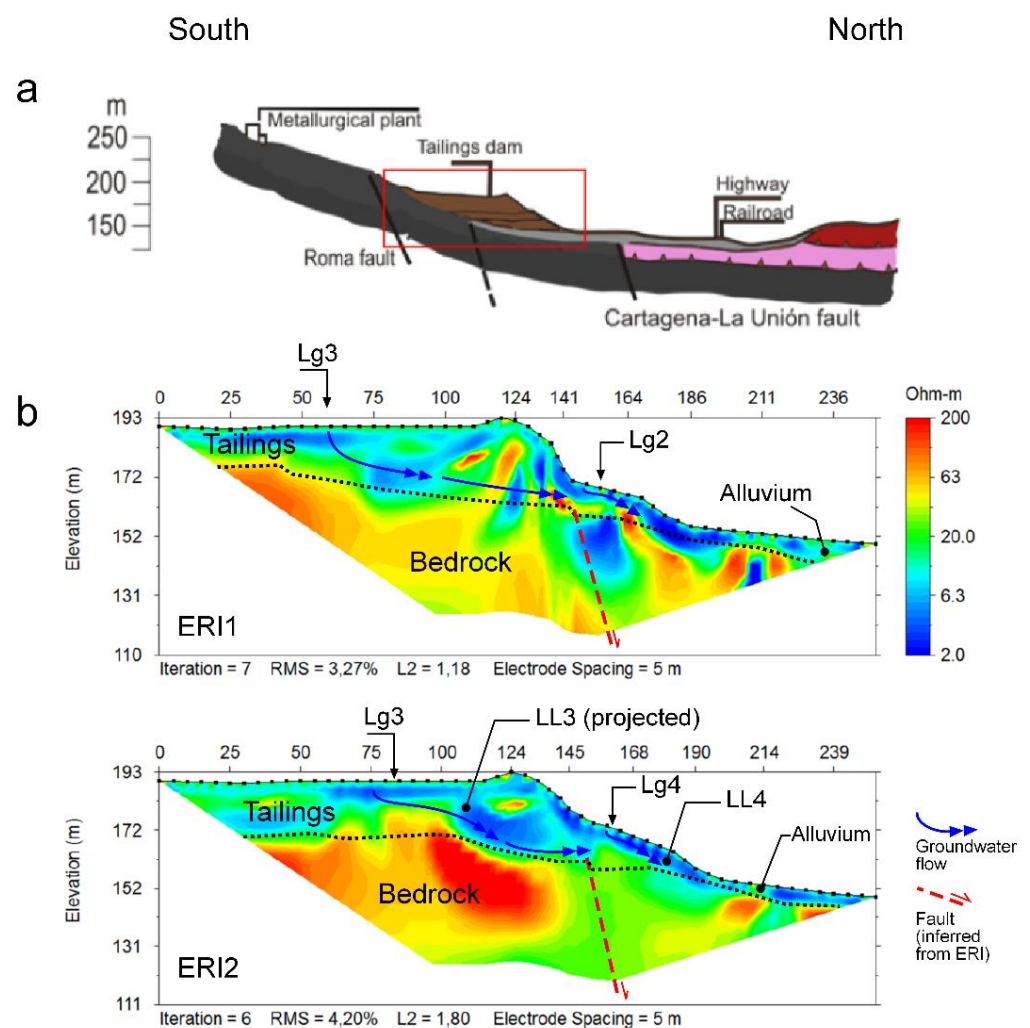 South North
a
m
250
200
150
Metallurgical plant
Tailings dam
Highway
Railroad
Roma fault
Cartagena-La Unión fault
b
Lg3
0 25 50 75 100 124 141 164 186 211 236
Ohm-m
193
172
152
131
110
Elevation (m)
Tailings
Lg2
Alluvium
Bedrock
ERI1
200
63
20.0
6.3
2.0
Iteration = 7 RMS = 3,27% L2 = 1,18 Electrode Spacing = 5 m
Lg3
LL3 (projected)
0 25 50 75 100 124 145 168 190 214 239
193
172
152
131
111
Elevation (m)
Tailings
Lg4
LL4
Alluvium
Bedrock
ERI2
Groundwater
flow
Fault
(inferred
from ERI)
Iteration = 6 RMS = 4,20% L2 = 1,80 Electrode Spacing = 5 m